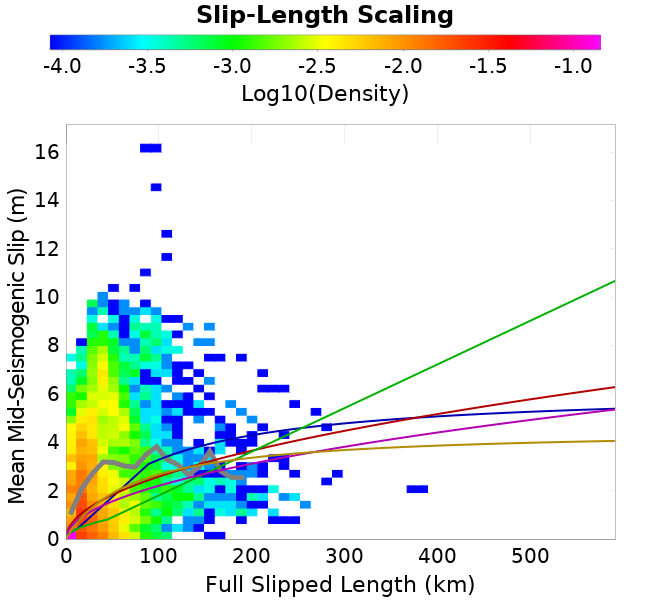 Slip-Length Scaling
-4.0 -3.5 -3.0 -2.5 -2.0 -1.5 -1.0
Log10(Density)
Mean Mid-Seismogenic Slip (m)
16
14
12
10
8
6
4
2
0
0 100 200 300 400 500
Full Slipped Length (km)